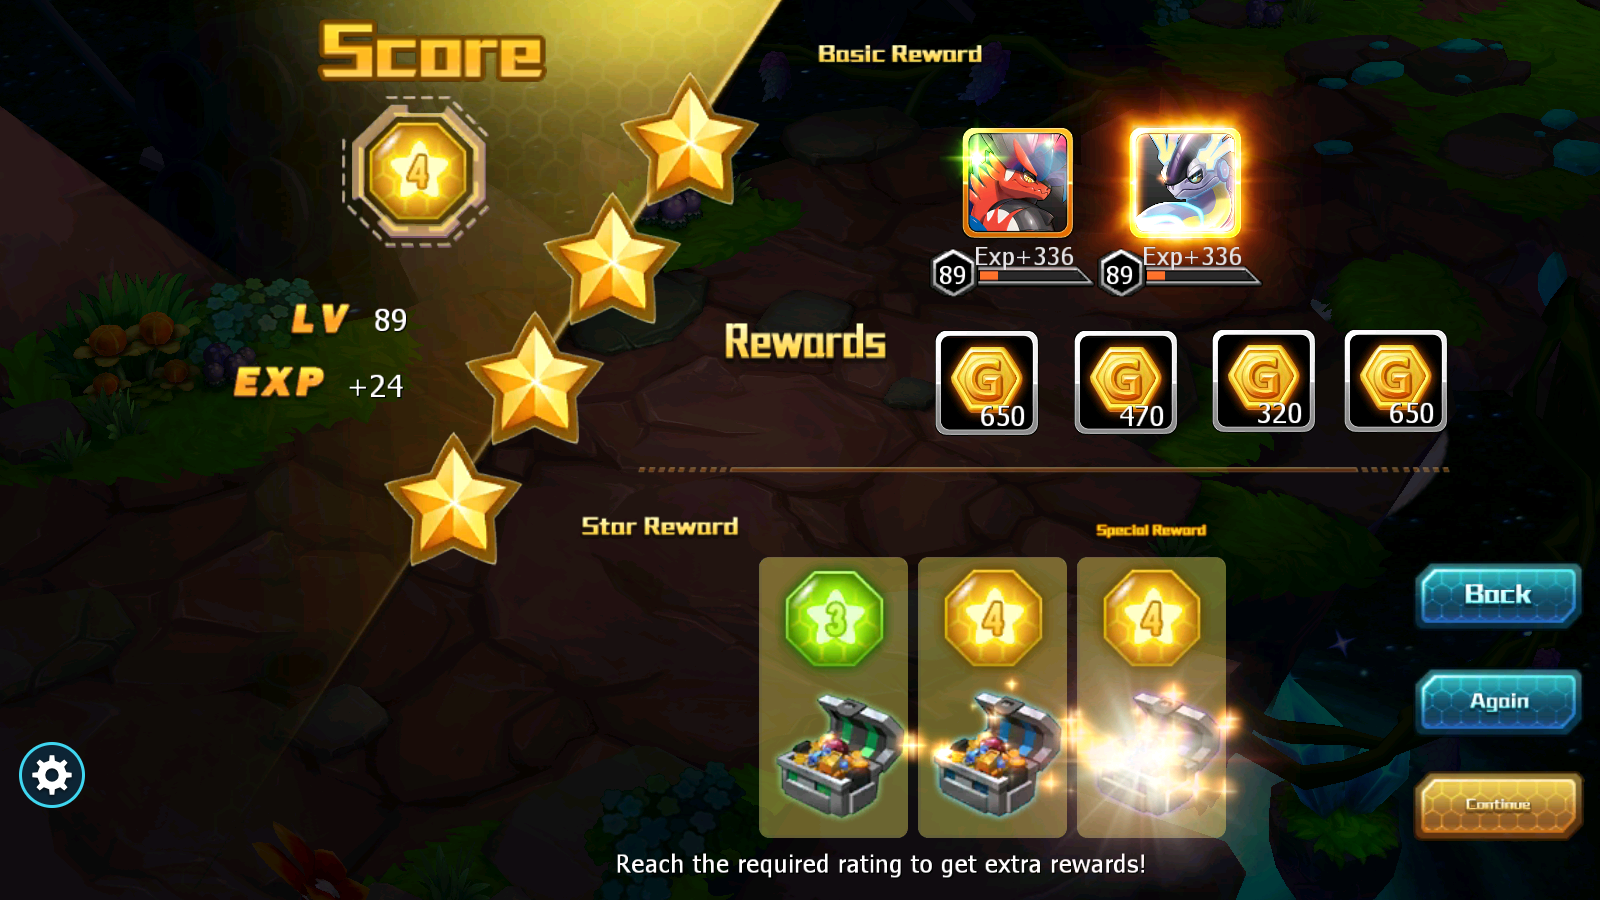 Score
4
LV 89
EXP +24
Basic Reward
Exp+336
89
Exp+336
89
Rewards
G
650
G
470
G
320
G
650
Star Reward
Special Reward
3
4
4
Back
Again
Continue
Reach the required rating to get extra rewards!